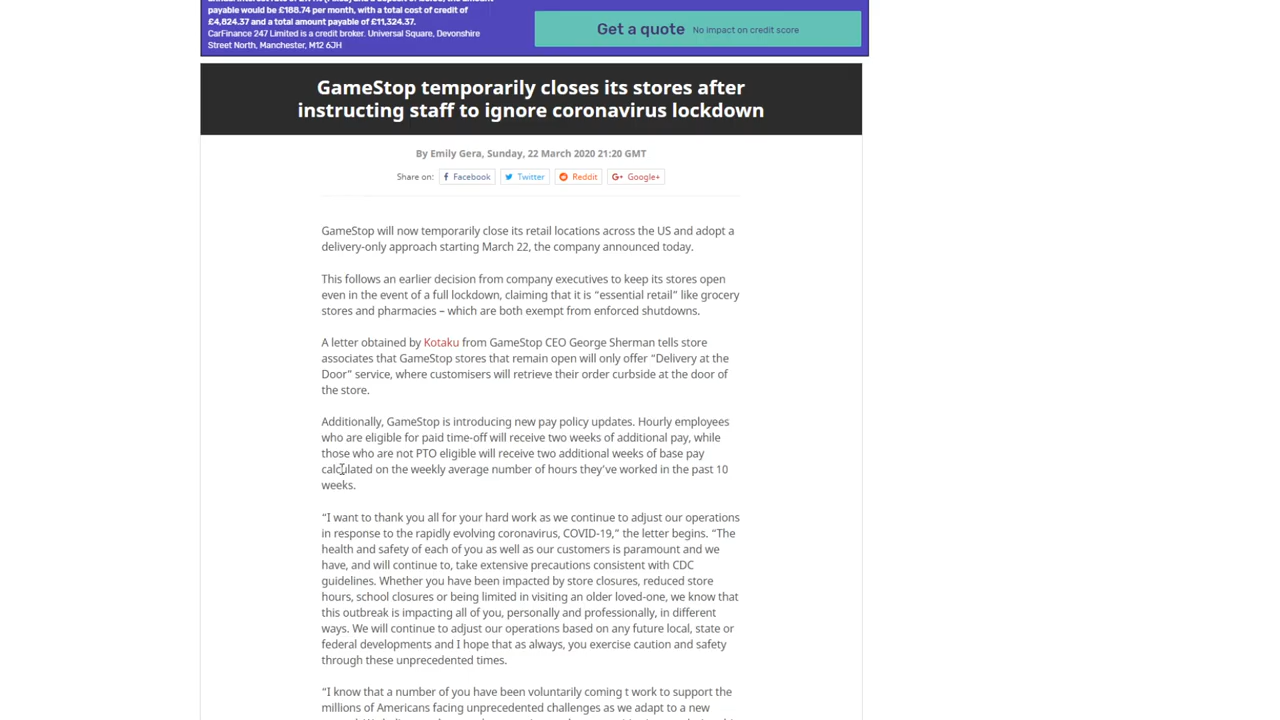 payable would be £188.74 per month, with a total cost of credit of
£4,824.37 and a total amount payable of £11,324.37.
CarFinance 247 Limited is a credit broker. Universal Square, Devonshire
Street North, Manchester, M12 6JH
Get a quote No impact on credit score
GameStop temporarily closes its stores after
instructing staff to ignore coronavirus lockdown
By Emily Gera, Sunday, 22 March 2020 21:20 GMT
Share on: Facebook Twitter Reddit Google+
GameStop will now temporarily close its retail locations across the US and adopt a
delivery-only approach starting March 22, the company announced today.
This follows an earlier decision from company executives to keep its stores open
even in the event of a full lockdown, claiming that it is “essential retail” like grocery
stores and pharmacies – which are both exempt from enforced shutdowns.
A letter obtained by Kotaku from GameStop CEO George Sherman tells store
associates that GameStop stores that remain open will only offer “Delivery at the
Door” service, where customisers will retrieve their order curbside at the door of
the store.
Additionally, GameStop is introducing new pay policy updates. Hourly employees
who are eligible for paid time-off will receive two weeks of additional pay, while
those who are not PTO eligible will receive two additional weeks of base pay
calculated on the weekly average number of hours they’ve worked in the past 10
weeks.
“I want to thank you all for your hard work as we continue to adjust our operations
in response to the rapidly evolving coronavirus, COVID-19,” the letter begins. “The
health and safety of each of you as well as our customers is paramount and we
have, and will continue to, take extensive precautions consistent with CDC
guidelines. Whether you have been impacted by store closures, reduced store
hours, school closures or being limited in visiting an older loved-one, we know that
this outbreak is impacting all of you, personally and professionally, in different
ways. We will continue to adjust our operations based on any future local, state or
federal developments and I hope that as always, you exercise caution and safety
through these unprecedented times.
“I know that a number of you have been voluntarily coming t work to support the
millions of Americans facing unprecedented challenges as we adapt to a new